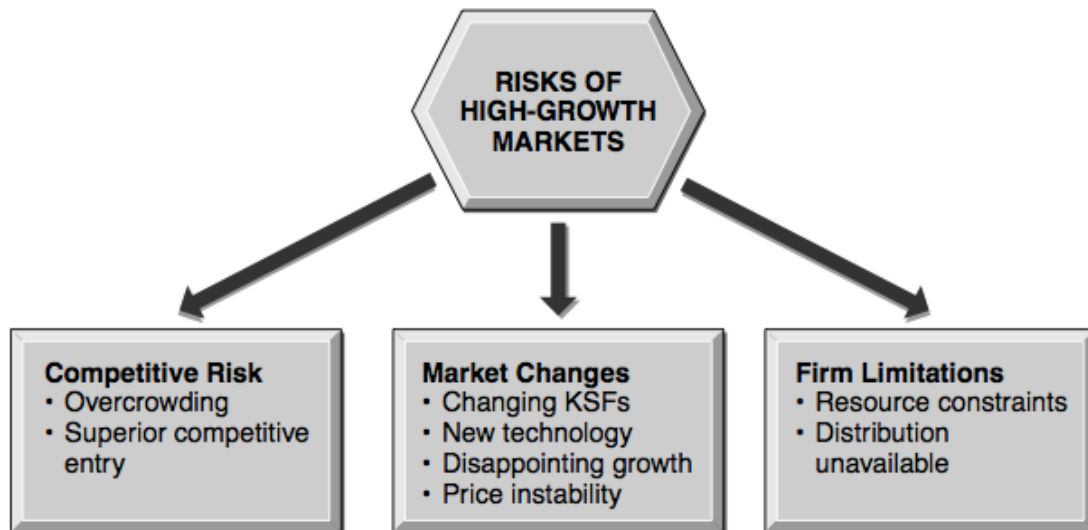 RISKS OF
HIGH-GROWTH
MARKETS
Competitive Risk
• Overcrowding
• Superior competitive
entry
Market Changes
• Changing KSFs
• New technology
• Disappointing growth
• Price instability
Firm Limitations
• Resource constraints
• Distribution
unavailable